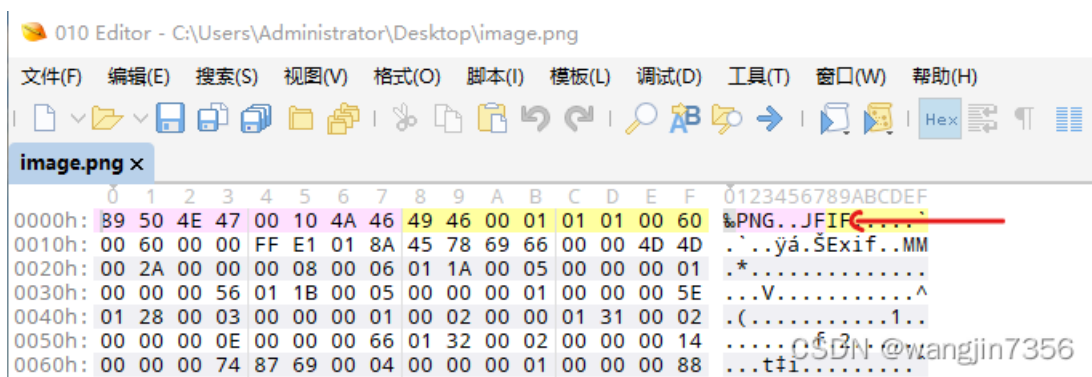 010 Editor - C:\Users\Administrator\Desktop\image.png
文件(F) 编辑(E) 搜索(S) 视图(V) 格式(O) 脚本(I) 模板(L) 调试(D) 工具(T) 窗口(W) 帮助(H)
Hex
image.png ×
0 1 2 3 4 5 6 7 8 9 A B C D E F 0123456789ABCDEF
0000h: 89 50 4E 47 00 10 4A 46 49 46 00 01 01 01 00 60 ‰PNG..JFIF.....`
0010h: 00 60 00 00 FF E1 01 8A 45 78 69 66 00 00 4D 4D .`..ÿá.ŠExif..MM
0020h: 00 2A 00 00 00 08 00 06 01 1A 00 05 00 00 00 01 .*..............
0030h: 00 00 00 56 01 1B 00 05 00 00 00 01 00 00 00 5E ...V...........^
0040h: 01 28 00 03 00 00 00 01 00 02 00 00 01 31 00 02 .(...........1..
0050h: 00 00 00 0E 00 00 00 66 01 32 00 02 00 00 00 14 .......f.2......
0060h: 00 00 00 74 87 69 00 04 00 00 00 01 00 00 00 88 ...t‡i.........ˆ
CSDN @wangjin7356